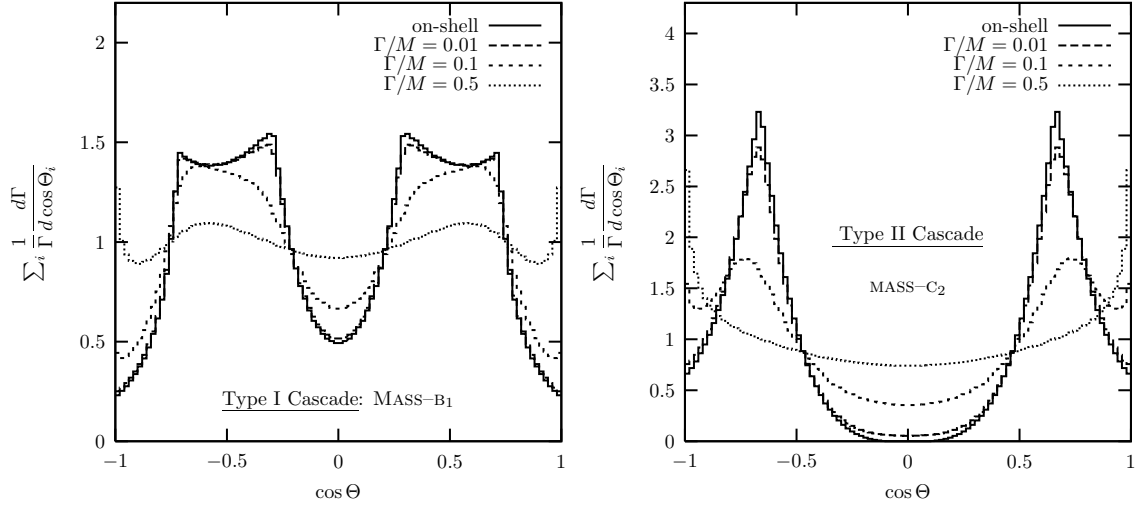 2
1.5
1
0.5
0
−1 −0.5 0 0.5 1
∑i 1/Γ dΓ/d cos Θi
cos Θ
on-shell
Γ/M = 0.01
Γ/M = 0.1
Γ/M = 0.5
Type I Cascade: MASS–B1
4
3.5
3
2.5
2
1.5
1
0.5
0
−1 −0.5 0 0.5 1
∑i 1/Γ dΓ/d cos Θi
cos Θ
on-shell
Γ/M = 0.01
Γ/M = 0.1
Γ/M = 0.5
Type II Cascade
MASS–C2